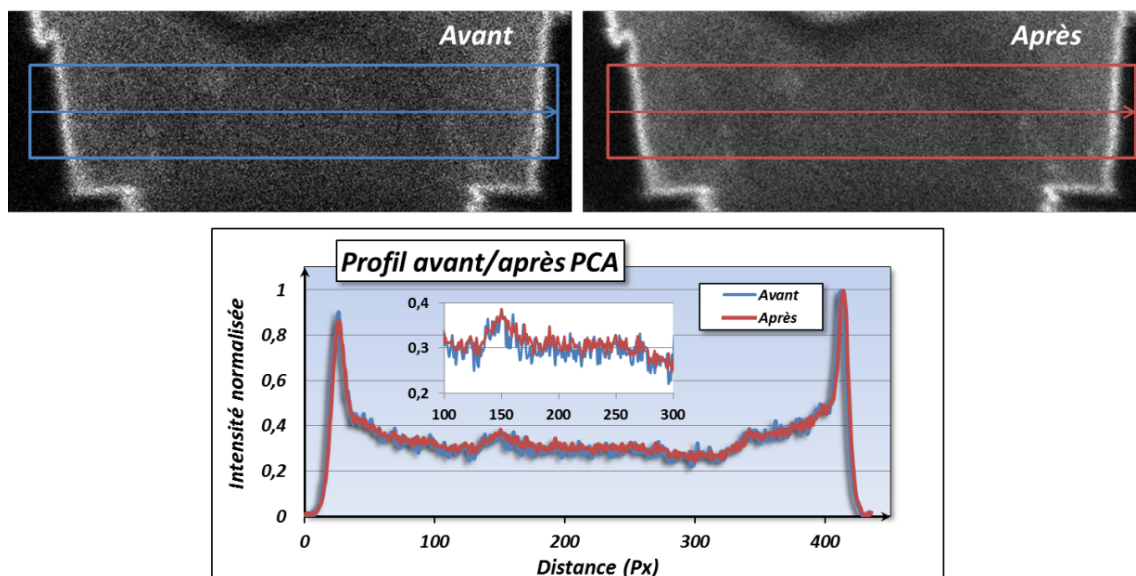 Avant
Après
Profil avant/après PCA
Intensité normalisée
1
0,8
0,6
0,4
0,2
0
0,4
0,3
0,2
100
150
200
250
300
Avant
Après
0
100
200
300
400
Distance (Px)